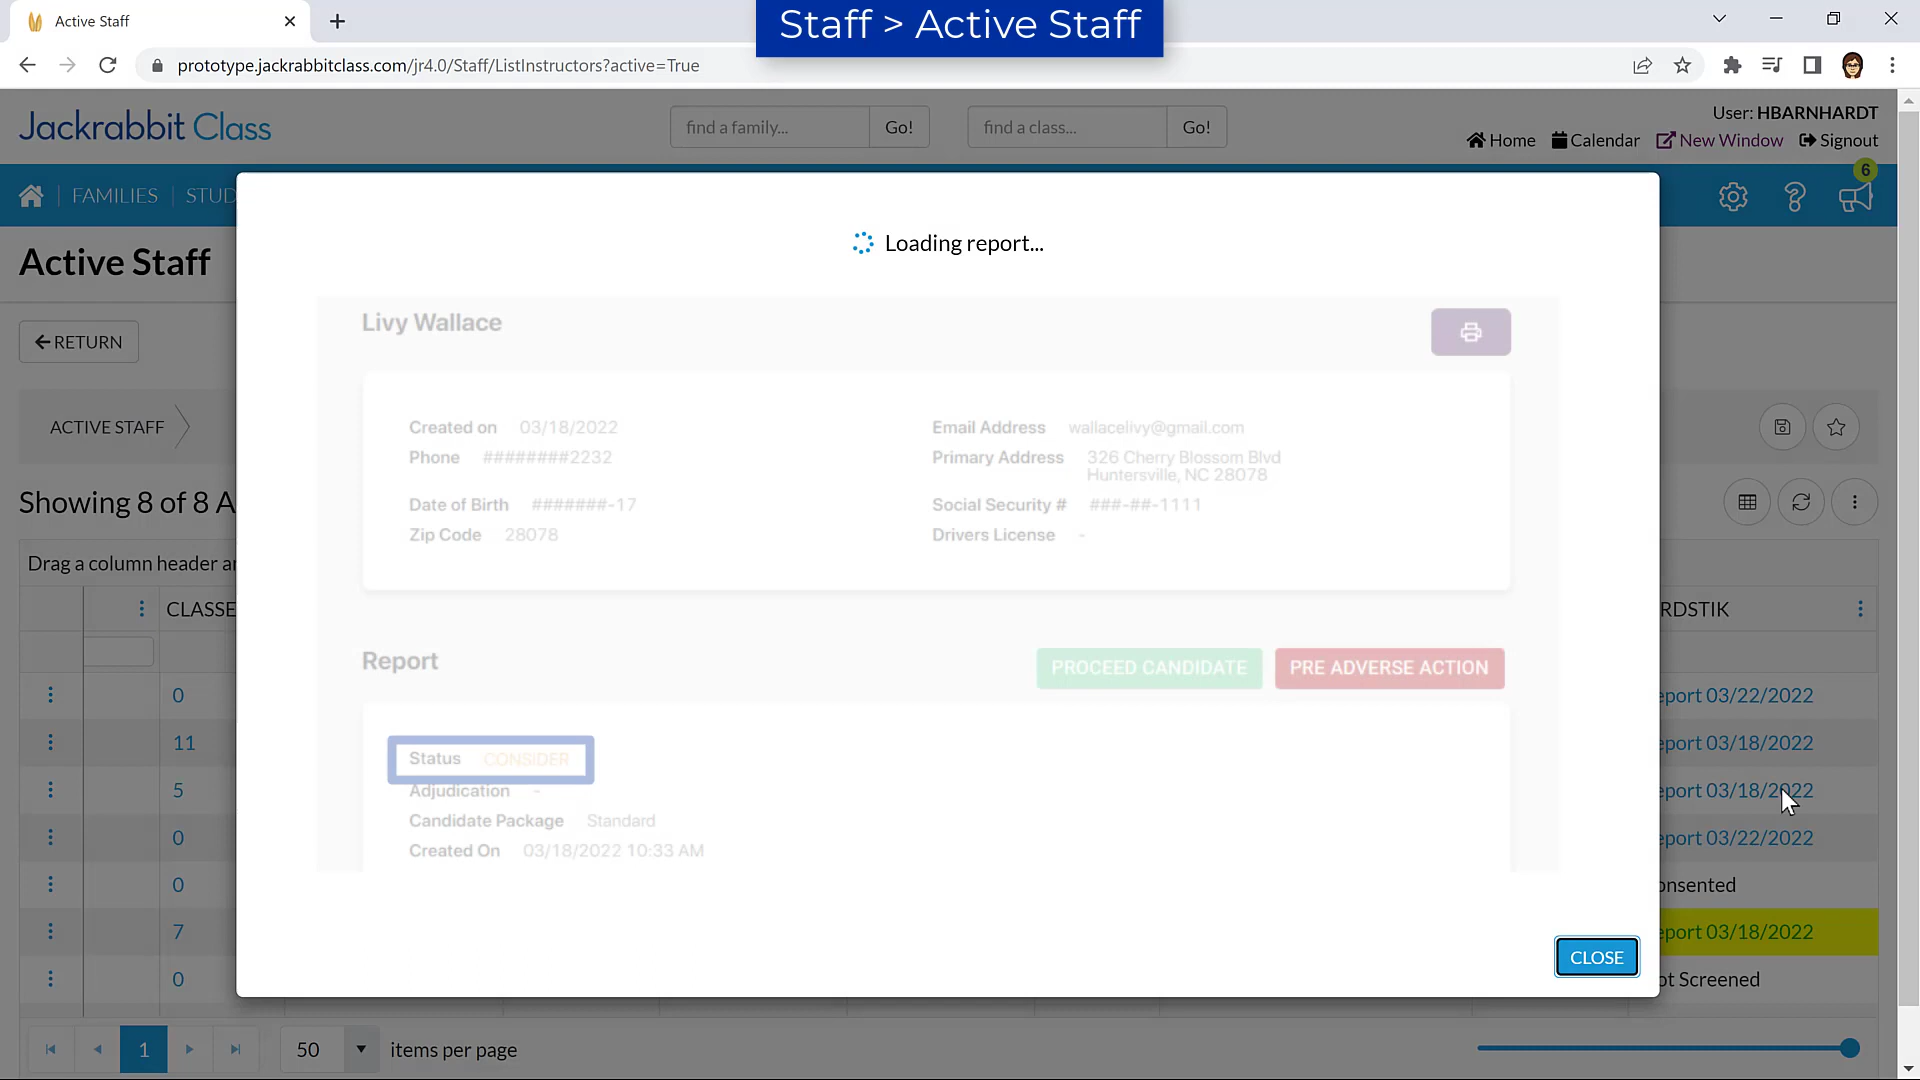 Active Staff
Staff > Active Staff
prototype.jackrabbitclass.com/jr4.0/Staff/ListInstructors?active=True
Jackrabbit Class
find a family...
Go!
find a class...
Go!
User: HBARNHARDT
Home
Calendar
New Window
Signout
6
FAMILIES
STUD
Active Staff
RETURN
ACTIVE STAFF
Showing 8 of 8 A
Drag a column header an
CLASSE
RDSTIK
0
eport 03/22/2022
11
eport 03/18/2022
5
eport 03/18/2022
0
eport 03/22/2022
0
onsented
7
eport 03/18/2022
0
ot Screened
Loading report...
Livy Wallace
Created on 03/18/2022
Phone ########2232
Date of Birth #######-17
Zip Code 28078
Email Address wallacelivy@gmail.com
Primary Address 326 Cherry Blossom Blvd
Huntersville, NC 28078
Social Security # ###-##-1111
Drivers License -
Report
PROCEED CANDIDATE
PRE ADVERSE ACTION
Status CONSIDER
Adjudication -
Candidate Package Standard
Created On 03/18/2022 10:33 AM
CLOSE
1
50
items per page